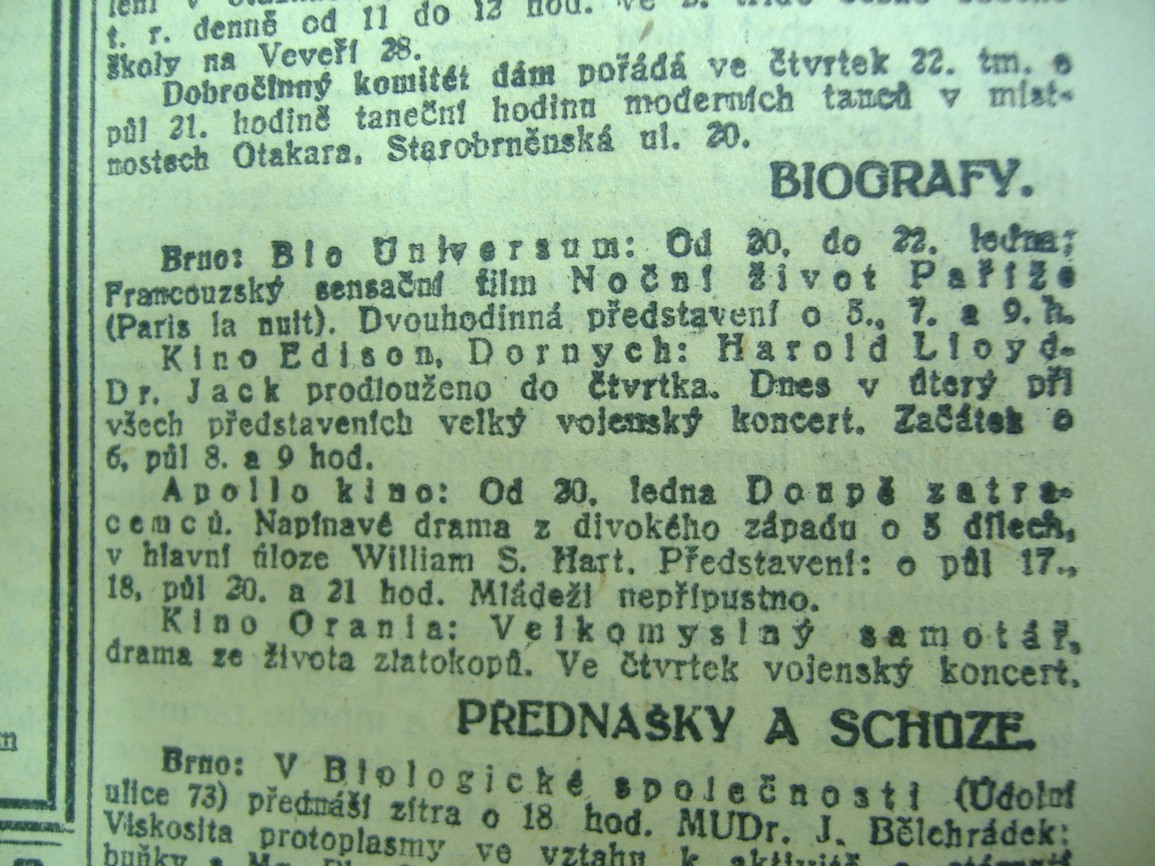 t. r. denně od 11 do 12 hod. ve 2. třídě
školy na Veveří 28.
Dobročinný komitét dám pořádá ve čtvrtek 22. tm. o
půl 21. hodině taneční hodinu moderních tanců v míst-
nostech Otakara, Starobrněnská ul. 20.
BIOGRAFY.
Brno: Bio Universum: Od 20. do 22. ledna:
Francouzský sensační film Noční život Paříže
(Paris la nuit). Dvouhodinná představení o 5., 7. a 9. h.
Kino Edison, Dornych: Harold Lloyd-
Dr. Jack prodlouženo do čtvrtka. Dnes v úterý při
všech představeních velký vojenský koncert. Začátek o
6, půl 8. a 9 hod.
Apollo kino: Od 20. ledna Doupě zatra-
cenců. Napínavé drama z divokého západu o 5 dílech,
v hlavní úloze William S. Hart. Představení: o půl 17.,
18, půl 20. a 21 hod. Mládeži nepřípustno.
Kino Orania: Velkomyslný samotář,
drama ze života zlatokopů. Ve čtvrtek vojenský koncert.
PŘEDNÁŠKY A SCHŮZE.
Brno: V Biologické společnosti (Údolní
ulice 73) přednáší zítra o 18 hod. MUDr. J. Bělehrádek:
Viskosita protoplasmy ve vztahu k aktivitě
buňky